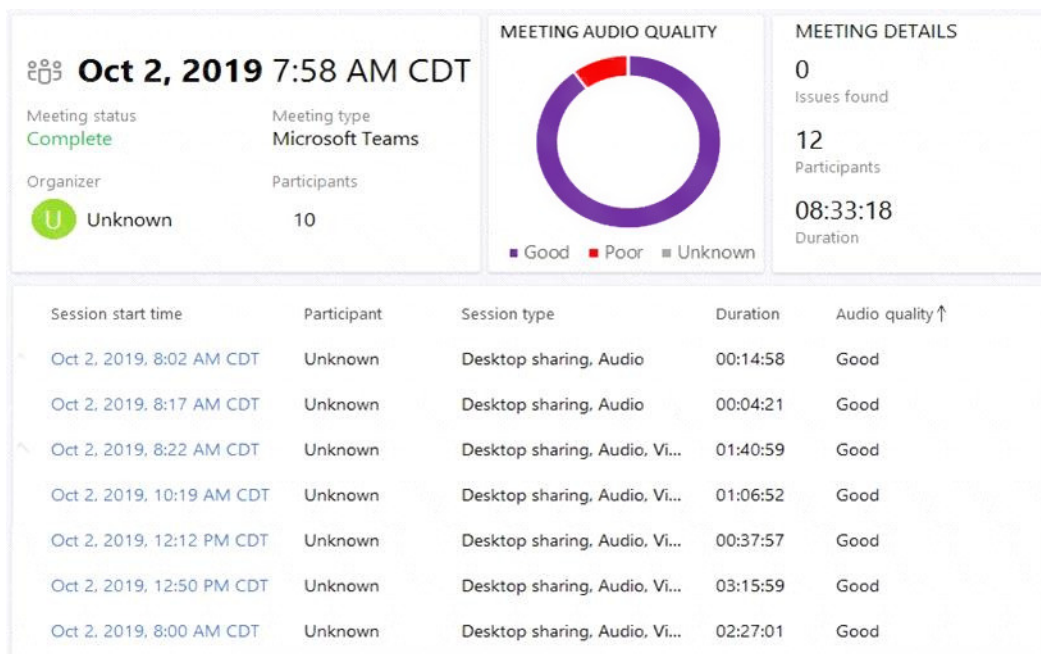 Oct 2, 2019 7:58 AM CDT
Meeting status
Meeting type
Complete
Microsoft Teams
Organizer
Participants
U
Unknown
10
MEETING AUDIO QUALITY
Good Poor Unknown
MEETING DETAILS
0
Issues found
12
Participants
08:33:18
Duration
Session start time Participant Session type Duration Audio quality↑
Oct 2, 2019, 8:02 AM CDT Unknown Desktop sharing, Audio 00:14:58 Good
Oct 2, 2019, 8:17 AM CDT Unknown Desktop sharing, Audio 00:04:21 Good
Oct 2, 2019, 8:22 AM CDT Unknown Desktop sharing, Audio, Vi... 01:40:59 Good
Oct 2, 2019, 10:19 AM CDT Unknown Desktop sharing, Audio, Vi... 01:06:52 Good
Oct 2, 2019, 12:12 PM CDT Unknown Desktop sharing, Audio, Vi... 00:37:57 Good
Oct 2, 2019, 12:50 PM CDT Unknown Desktop sharing, Audio, Vi... 03:15:59 Good
Oct 2, 2019, 8:00 AM CDT Unknown Desktop sharing, Audio, Vi... 02:27:01 Good